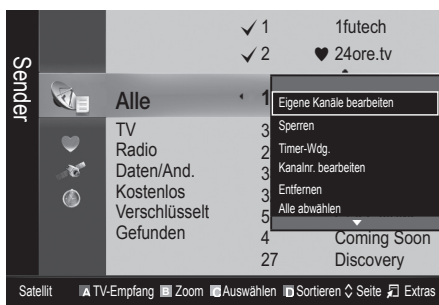 Sender
✓ 1 1futech
✓ 2 ♥ 24ore.tv
Alle 1
TV 3
Radio 2
Daten/And. 3
Kostenlos 3
Verschlüsselt 5
Gefunden 4 Coming Soon
27 Discovery
Eigene Kanäle bearbeiten
Sperren
Timer-Wdg.
Kanalnr. bearbeiten
Entfernen
Alle abwählen
Satellit A TV-Empfang B Zoom C Auswählen D Sortieren Seite Extras